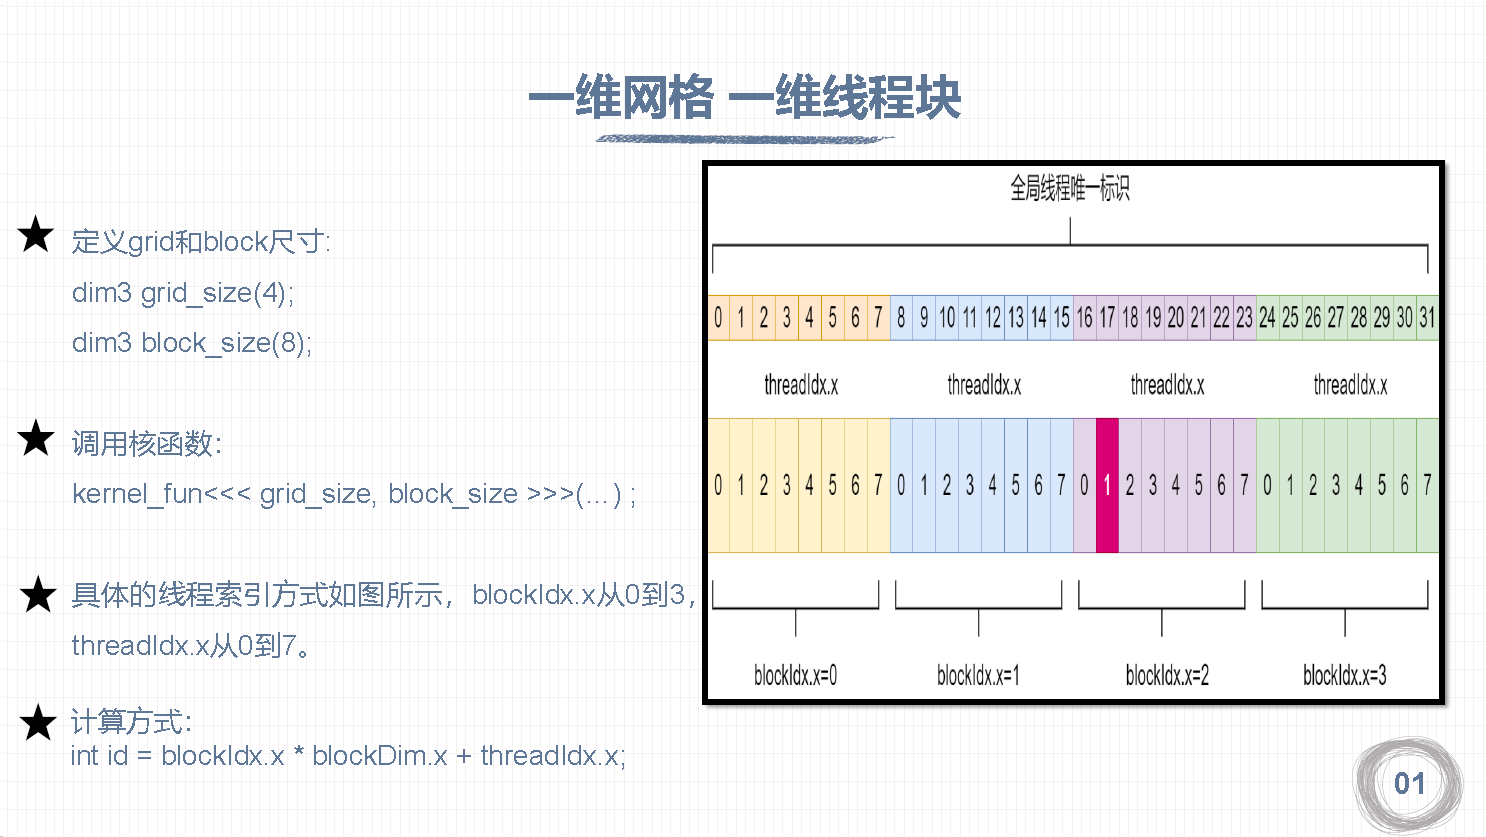 一维网格 一维线程块
定义grid和block尺寸:
dim3 grid_size(4);
dim3 block_size(8);
调用核函数：
kernel_fun<<< grid_size, block_size >>>(…) ;
具体的线程索引方式如图所示，blockIdx.x从0到3，
threadIdx.x从0到7。
计算方式：
int id = blockIdx.x * blockDim.x + threadIdx.x;
全局线程唯一标识
0 1 2 3 4 5 6 7 8 9 10 11 12 13 14 15 16 17 18 19 20 21 22 23 24 25 26 27 28 29 30 31
threadIdx.x threadIdx.x threadIdx.x threadIdx.x
0 1 2 3 4 5 6 7 0 1 2 3 4 5 6 7 0 1 2 3 4 5 6 7 0 1 2 3 4 5 6 7
blockIdx.x=0 blockIdx.x=1 blockIdx.x=2 blockIdx.x=3
01